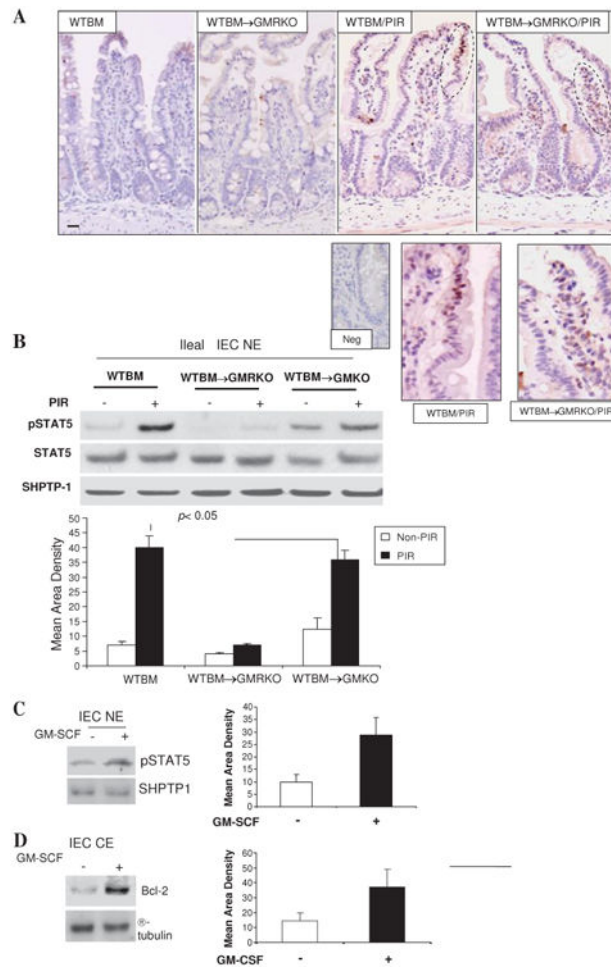 A
WTBM
WTBM→GMRKO
WTBM/PIR
WTBM→GMRKO/PIR
Neg
WTBM/PIR
WTBM→GMRKO/PIR
B
Ileal IEC NE
WTBM WTBM→GMRKO WTBM→GMKO
PIR - + - + - +
pSTAT5
STAT5
SHPTP-1
p< 0.05
Non-PIR
PIR
Mean Area Density
50
45
40
35
30
25
20
15
10
5
0
WTBM WTBM→GMRKO WTBM→GMKO
C
IEC NE
GM-SCF - +
pSTAT5
SHPTP1
Mean Area Density
40
35
30
25
20
15
10
5
0
GM-SCF - +
D
IEC CE
GM-SCF
- +
Bcl-2
®-
tubulin
Mean Area Density
60
50
40
30
20
10
0
GM-CSF - +